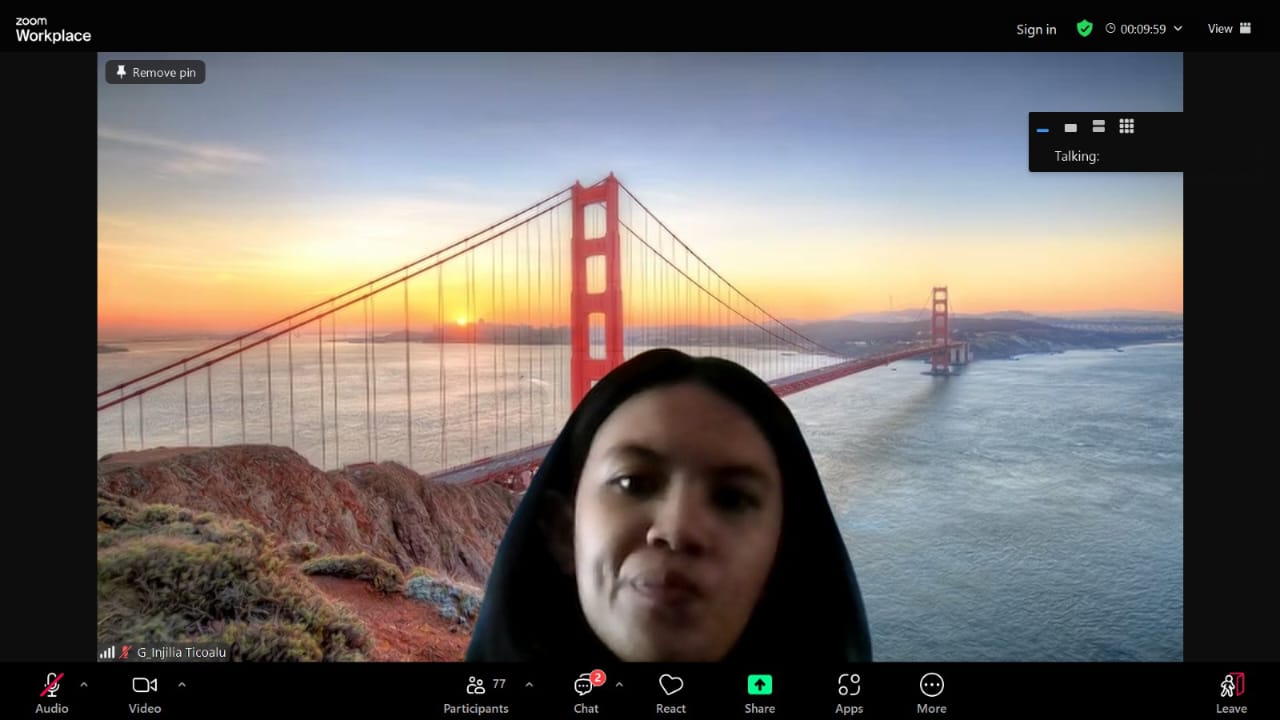 zoom
Workplace
Sign in
00:09:59
View
Remove pin
Talking:
G_Injilia Ticoalu
Audio
Video
77
Participants
2
Chat
React
Share
Apps
More
Leave